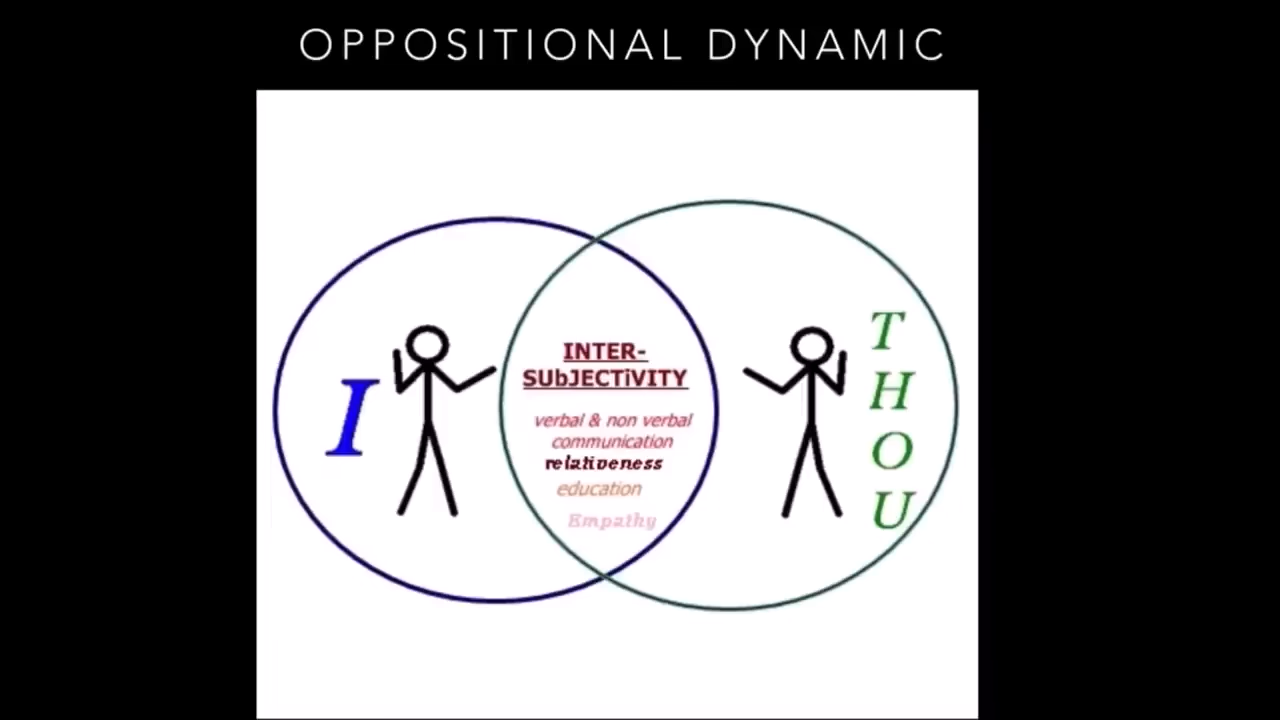 OPPOSITIONAL DYNAMIC
INTER-
SUbJECTiVITY
verbal & non verbal
communication
relativeness
education
Empathy
I
T
H
O
U